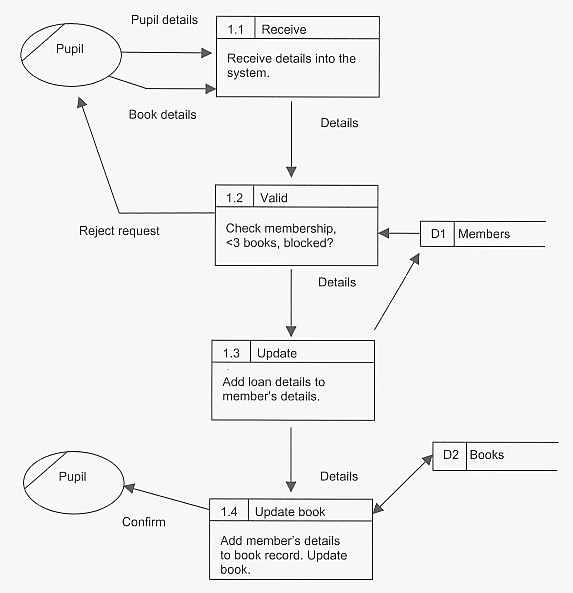 Pupil details
1.1 Receive
Pupil
Receive details into the
system.
Book details
Details
1.2 Valid
Reject request
Check membership,
<3 books, blocked?
D1 Members
Details
1.3 Update
Add loan details to
member's details.
D2 Books
Pupil
Details
1.4 Update book
Confirm
Add member's details
to book record. Update
book.